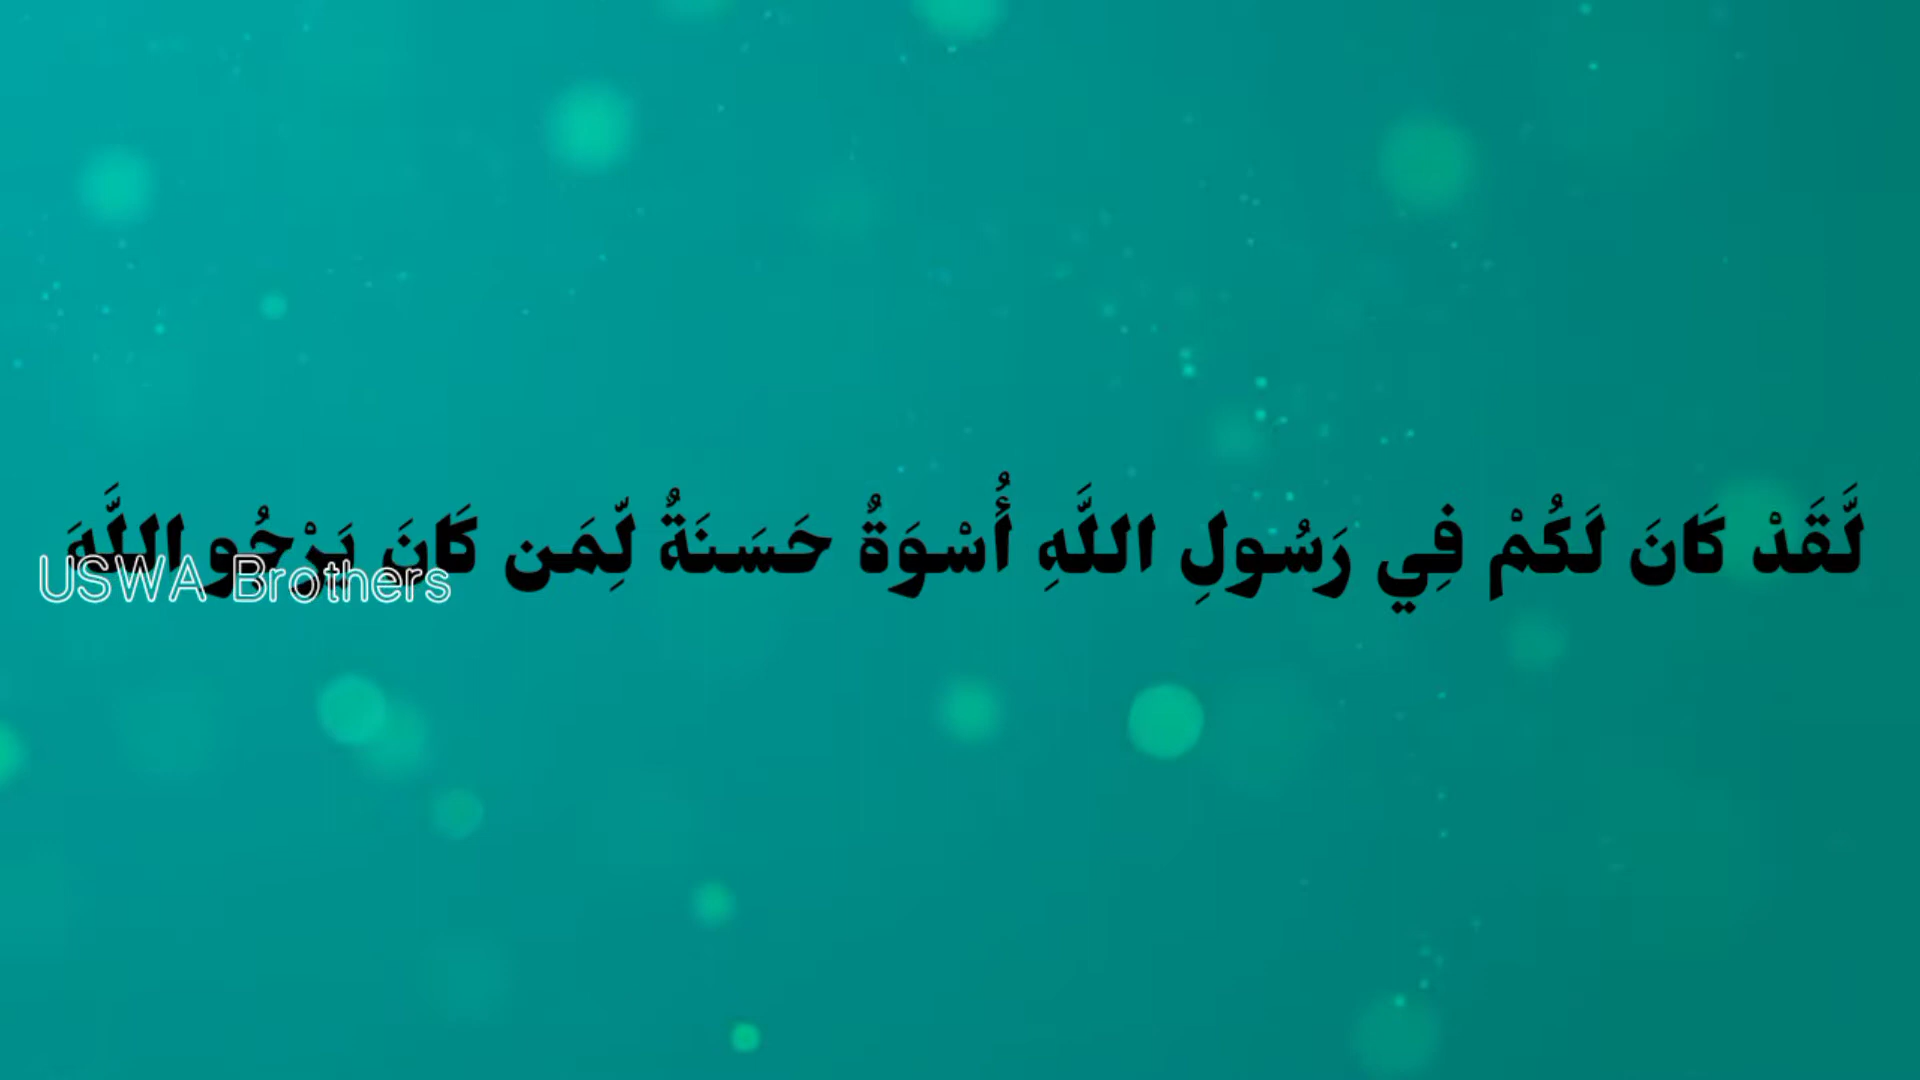 لَّقَدْ كَانَ لَكُمْ فِي رَسُولِ اللَّهِ أُسْوَةٌ حَسَنَةٌ لِّمَن كَانَ يَرْجُو اللَّهَ
USWA Brothers